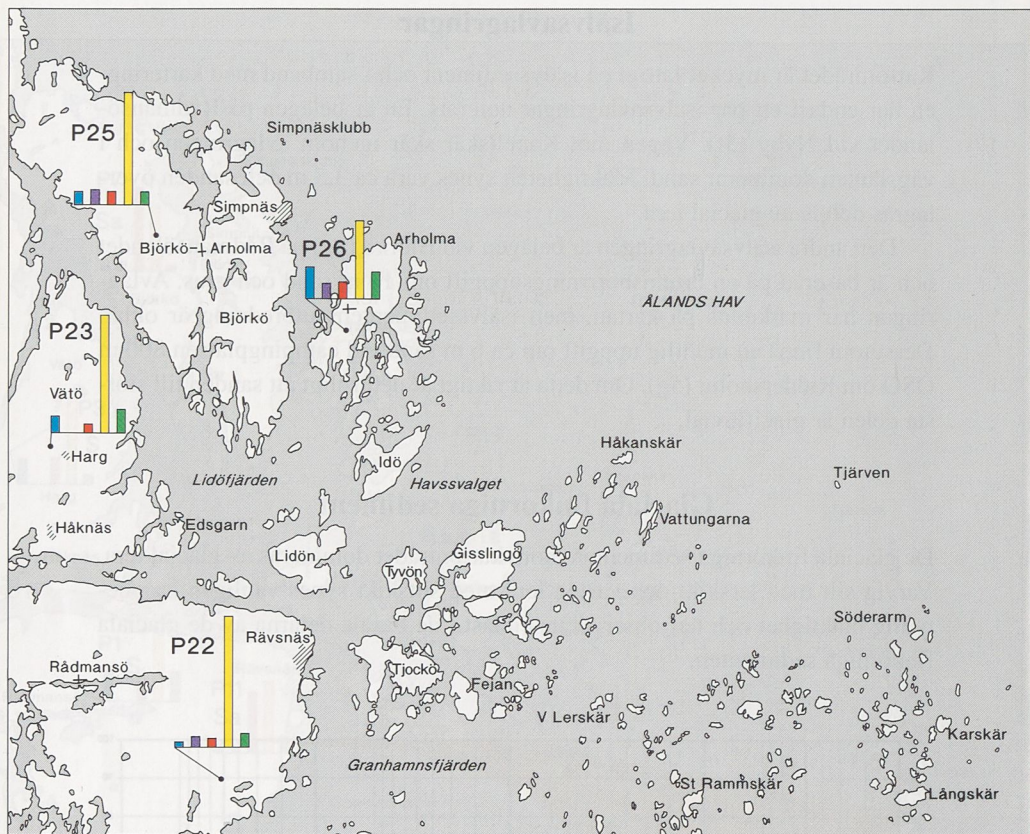 P25
Simpnäsklubb
Simpnäs
Björkö-Arholma
P26
Arholma
ÅLANDS HAV
Björkö
P23
Vätö
Harg
Lidöfjärden
Idö
Havssvalget
Håkanskär
Tjärven
Håknäs
Edsgarn
Vattungarna
Lidön
Tyvön
Gisslingö
Söderarm
P22
Rävsnäs
Rådmansö
Tjockö
Fejan
V Lerskär
Karskär
Granhamnsfjärden
St Rammskär
Långskär